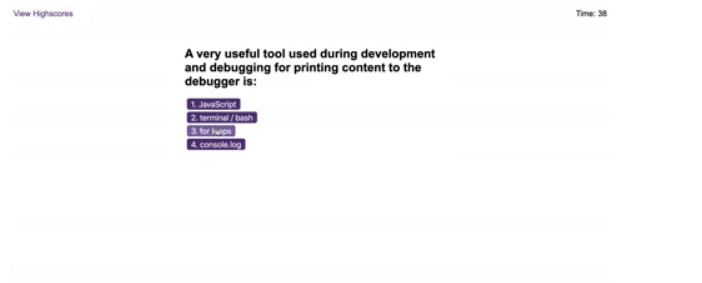 View Highscores
Time: 38
A very useful tool used during development
and debugging for printing content to the
debugger is:
1. JavaScript
2. terminal / bash
3. for loops
4. console.log